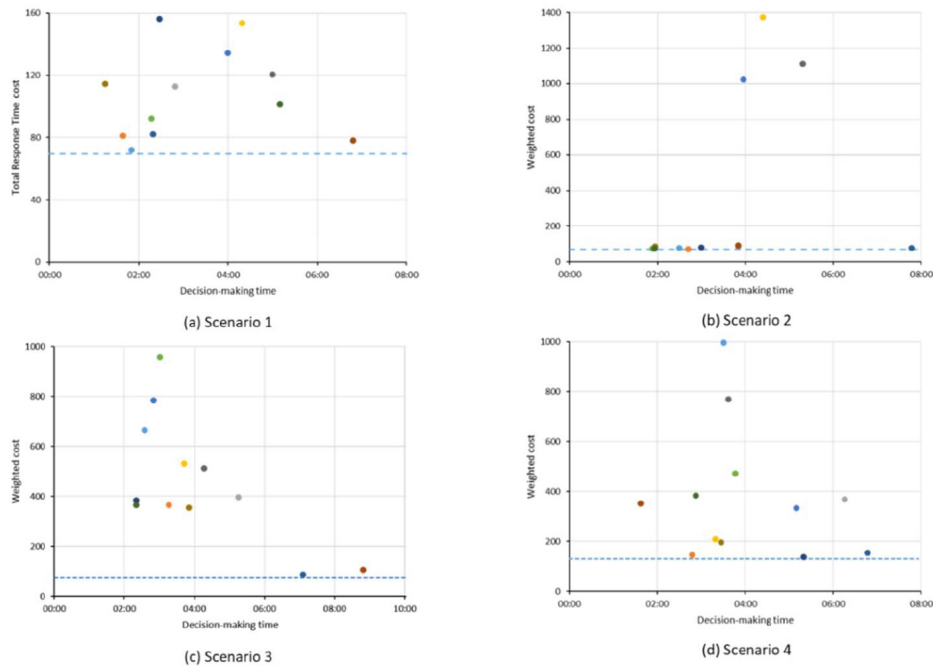 Total Response Time cost
160
120
80
40
0
00:00 02:00 04:00 06:00 08:00
Decision-making time
(a) Scenario 1
Weighted cost
1400
1200
1000
800
600
400
200
0
00:00 02:00 04:00 06:00 08:00
Decision-making time
(b) Scenario 2
Weighted cost
1000
800
600
400
200
0
00:00 02:00 04:00 06:00 08:00 10:00
Decision-making time
(c) Scenario 3
Weighted cost
1000
800
600
400
200
0
00:00 02:00 04:00 06:00 08:00
Decision-making time
(d) Scenario 4